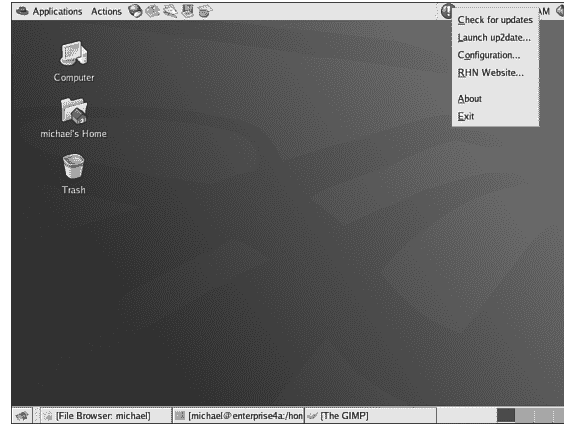 Applications Actions
AM
Check for updates
Launch up2date...
Configuration...
RHN Website...
About
Exit
Computer
michael's Home
Trash
[File Browser: michael] [michael@enterprise4a:/hon [The GIMP]